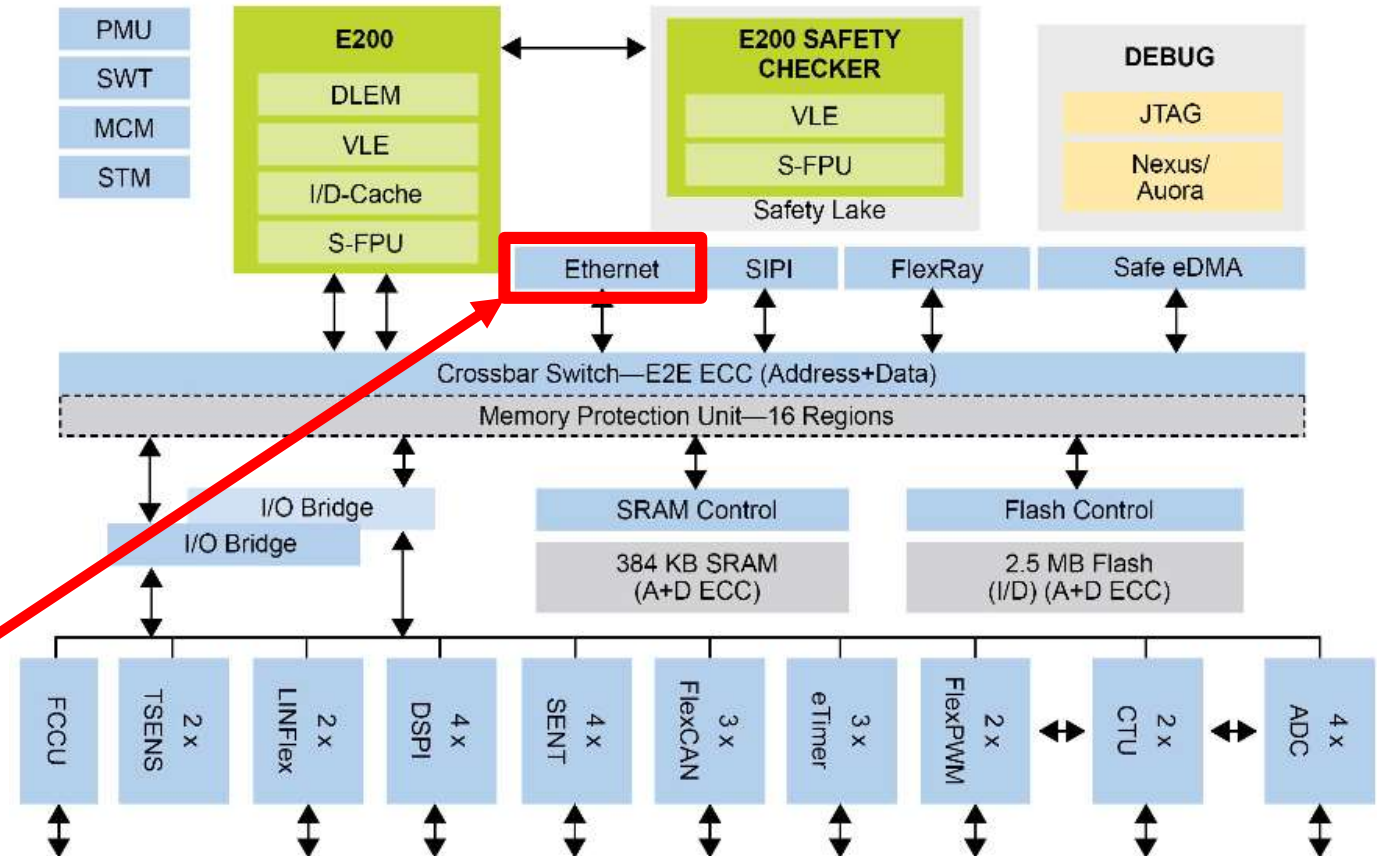 PMU
SWT
MCM
STM
E200
DLEM
VLE
I/D-Cache
S-FPU
E200 SAFETY
CHECKER
VLE
S-FPU
Safety Lake
DEBUG
JTAG
Nexus/
Auora
Ethernet
SIPI
FlexRay
Safe eDMA
Crossbar Switch—E2E ECC (Address+Data)
Memory Protection Unit—16 Regions
I/O Bridge
I/O Bridge
SRAM Control
384 KB SRAM
(A+D ECC)
Flash Control
2.5 MB Flash
(I/D) (A+D ECC)
FCCU
2 x
TSENS
2 x
LINFlex
4 x
DSPI
4 x
SENT
3 x
FlexCAN
3 x
eTimer
2 x
FlexPWM
2 x
CTU
4 x
ADC